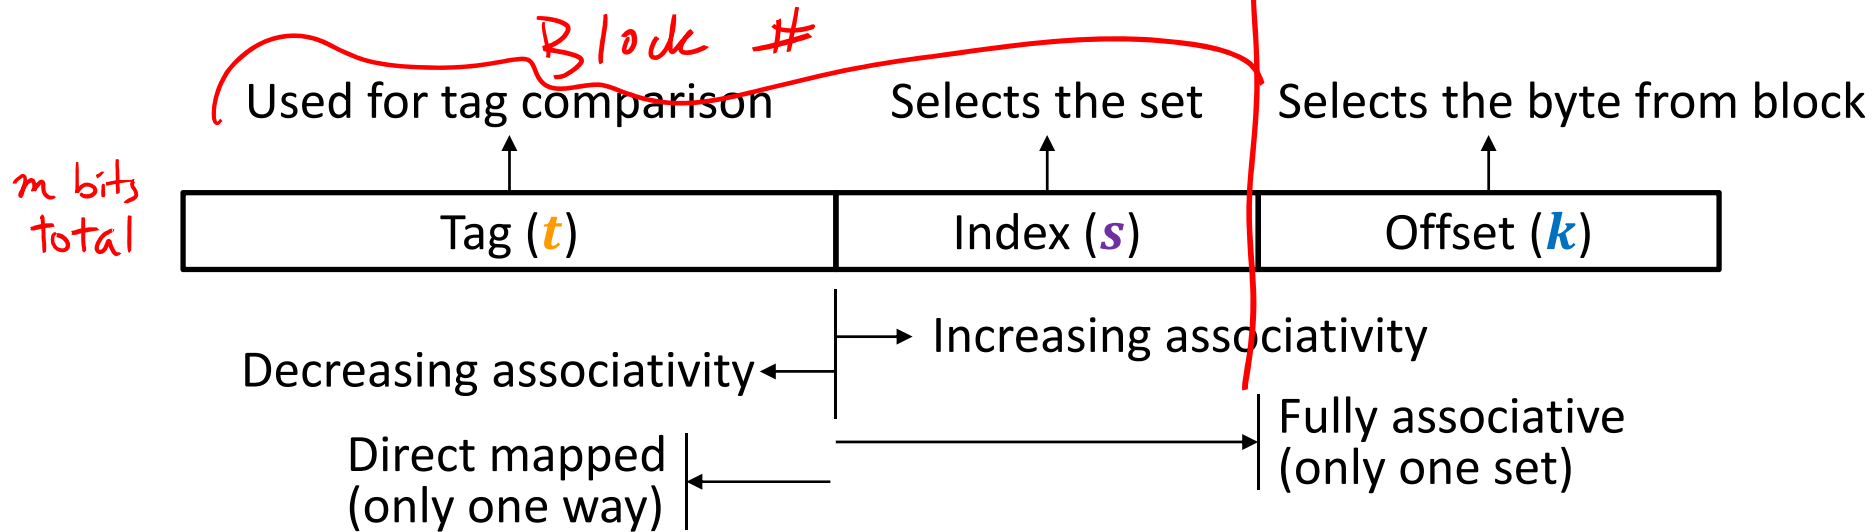 Block #
Used for tag comparison
Selects the set
Selects the byte from block
m bits
total
Tag (t)
Index (s)
Offset (k)
Increasing associativity
Decreasing associativity
Fully associative
(only one set)
Direct mapped
(only one way)